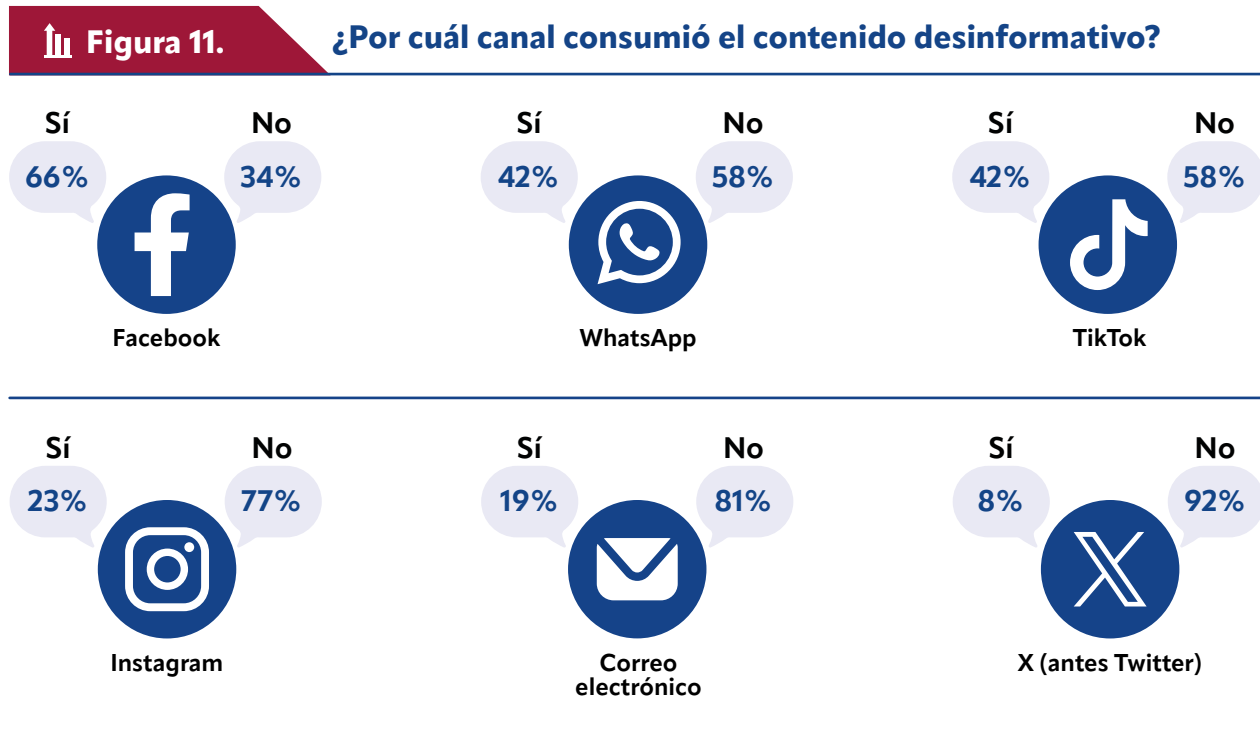 Figura 11.
¿Por cuál canal consumió el contenido desinformativo?
Sí No
66% 34%
Facebook
Sí No
42% 58%
WhatsApp
Sí No
42% 58%
TikTok
Sí No
23% 77%
Instagram
Sí No
19% 81%
Correo
electrónico
Sí No
8% 92%
X (antes Twitter)